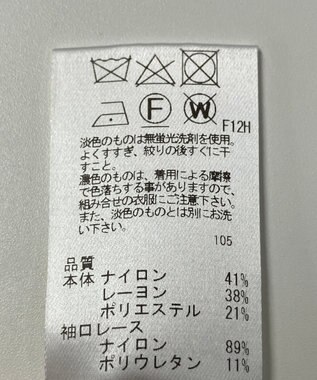 F W F12H
淡色のものは無蛍光洗剤を使用。
よくすすぎ、絞りの後すぐに干
すこと。
濃色のものは、着用による摩擦
で色落ちする事がありますので、
組み合せの衣服にご注意下さい。
また、淡色のものとは別にお洗
い下さい。
105
品質
本体 ナイロン 41%
レーヨン 38%
ポリエステル 21%
袖口レース
ナイロン 89%
ポリウレタン 11%